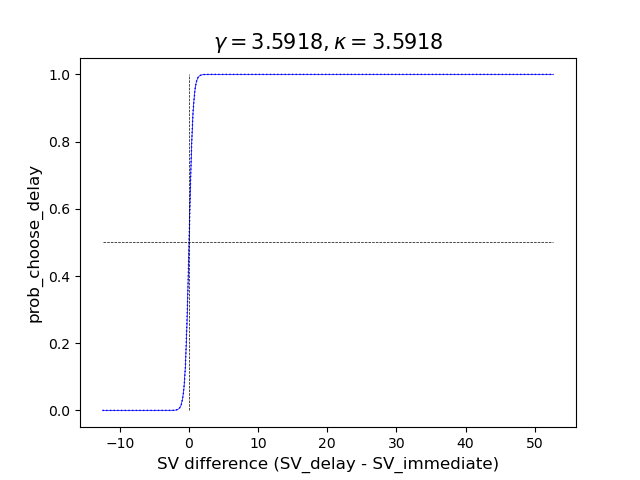 γ = 3.5918, κ = 3.5918
prob_choose_delay
1.0
0.8
0.6
0.4
0.2
0.0
−10 0 10 20 30 40 50
SV difference (SV_delay - SV_immediate)